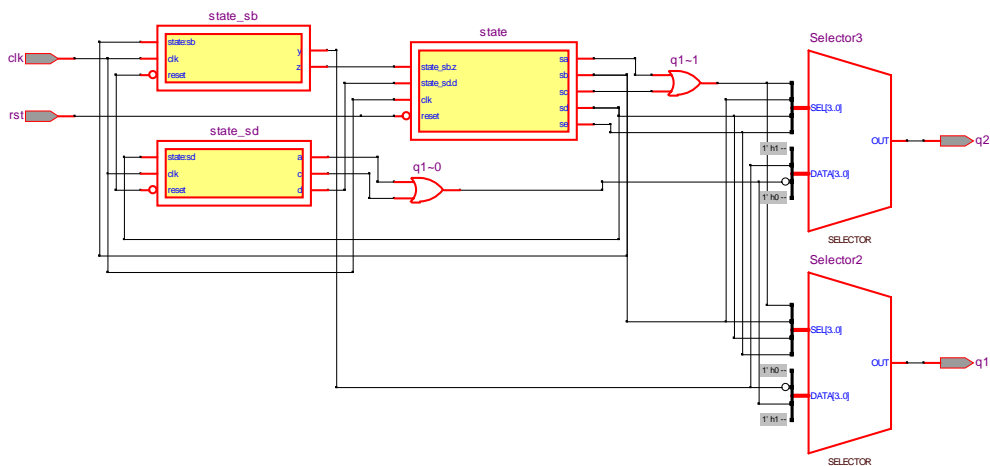 state_sb
Selector3
state
clk
state:sb
clk
reset
y
z
state_sb.z
state_sd.d
clk
reset
sa
sb
sc
sd
se
q1~1
SEL[3..0]
rst
state_sd
state:sd
clk
reset
a
c
d
q1~0
1' h1 --
DATA[3..0]
1' h0 --
OUT
q2
SELECTOR
Selector2
SEL[3..0]
1' h0 --
DATA[3..0]
1' h1 --
OUT
q1
SELECTOR